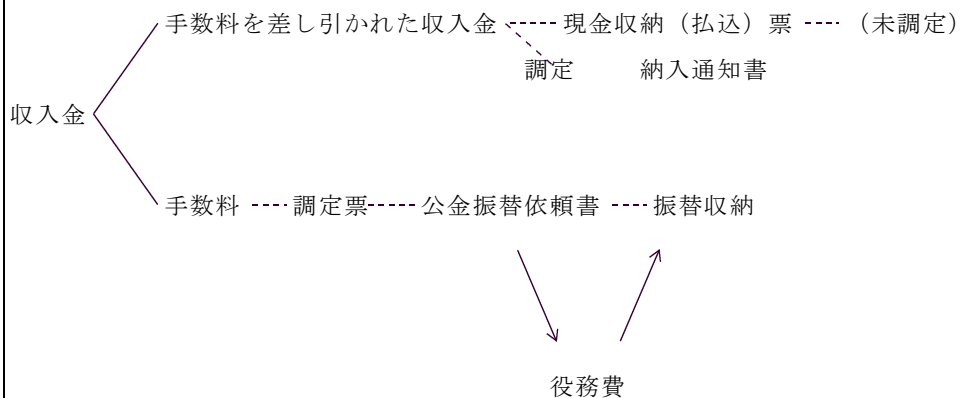 手数料を差し引かれた収入金 現金収納（払込）票 （未調定）
調定 納入通知書
収入金
手数料 調定票 公金振替依頼書 振替収納
役務費